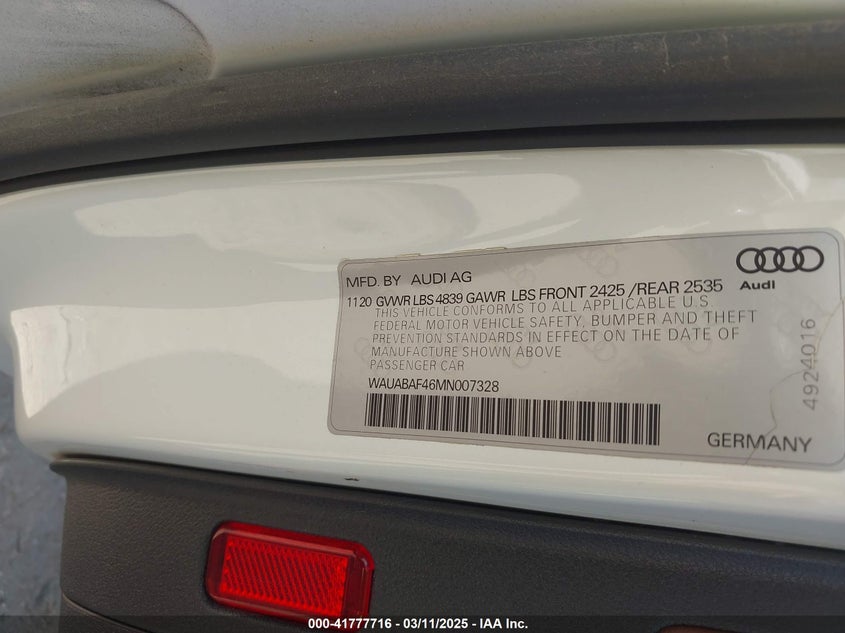 MFD. BY AUDI AG
1120 GVWR LBS 4839 GAWR LBS FRONT 2425 /REAR 2535
THIS VEHICLE CONFORMS TO ALL APPLICABLE U.S.
FEDERAL MOTOR VEHICLE SAFETY, BUMPER AND THEFT
PREVENTION STANDARDS IN EFFECT ON THE DATE OF
MANUFACTURE SHOWN ABOVE
PASSENGER CAR
WAUABAF46MN007328
Audi
4924016
GERMANY
000-41777716 - 03/11/2025 - IAA Inc.